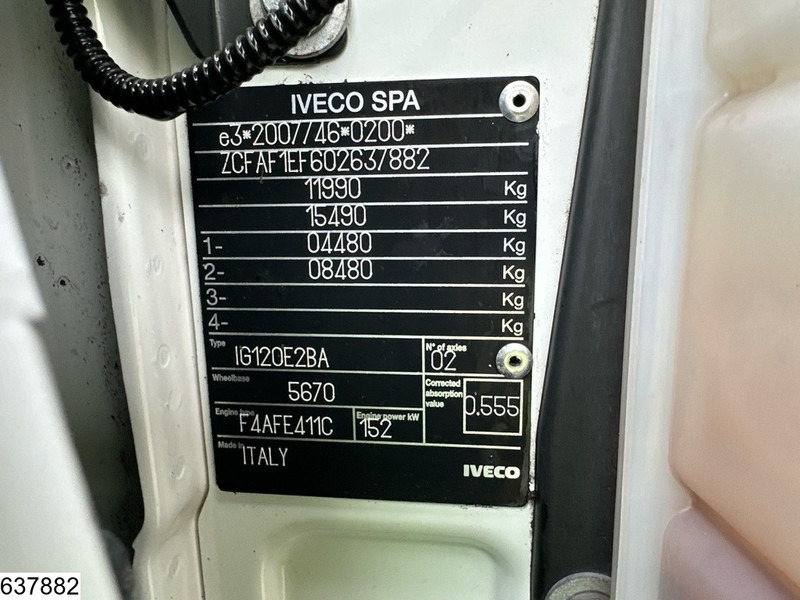 IVECO SPA
e3*2007/46*0200*
ZCFAF1EF602637882
11990 Kg
15490 Kg
1- 04480 Kg
2- 08480 Kg
3- Kg
4- Kg
Type IG120E2BA N° of axles 02
Wheelbase 5670 Corrected absorption value 0.555
Engine type F4AFE411C Engine power kW 152
Made in ITALY
IVECO
637882